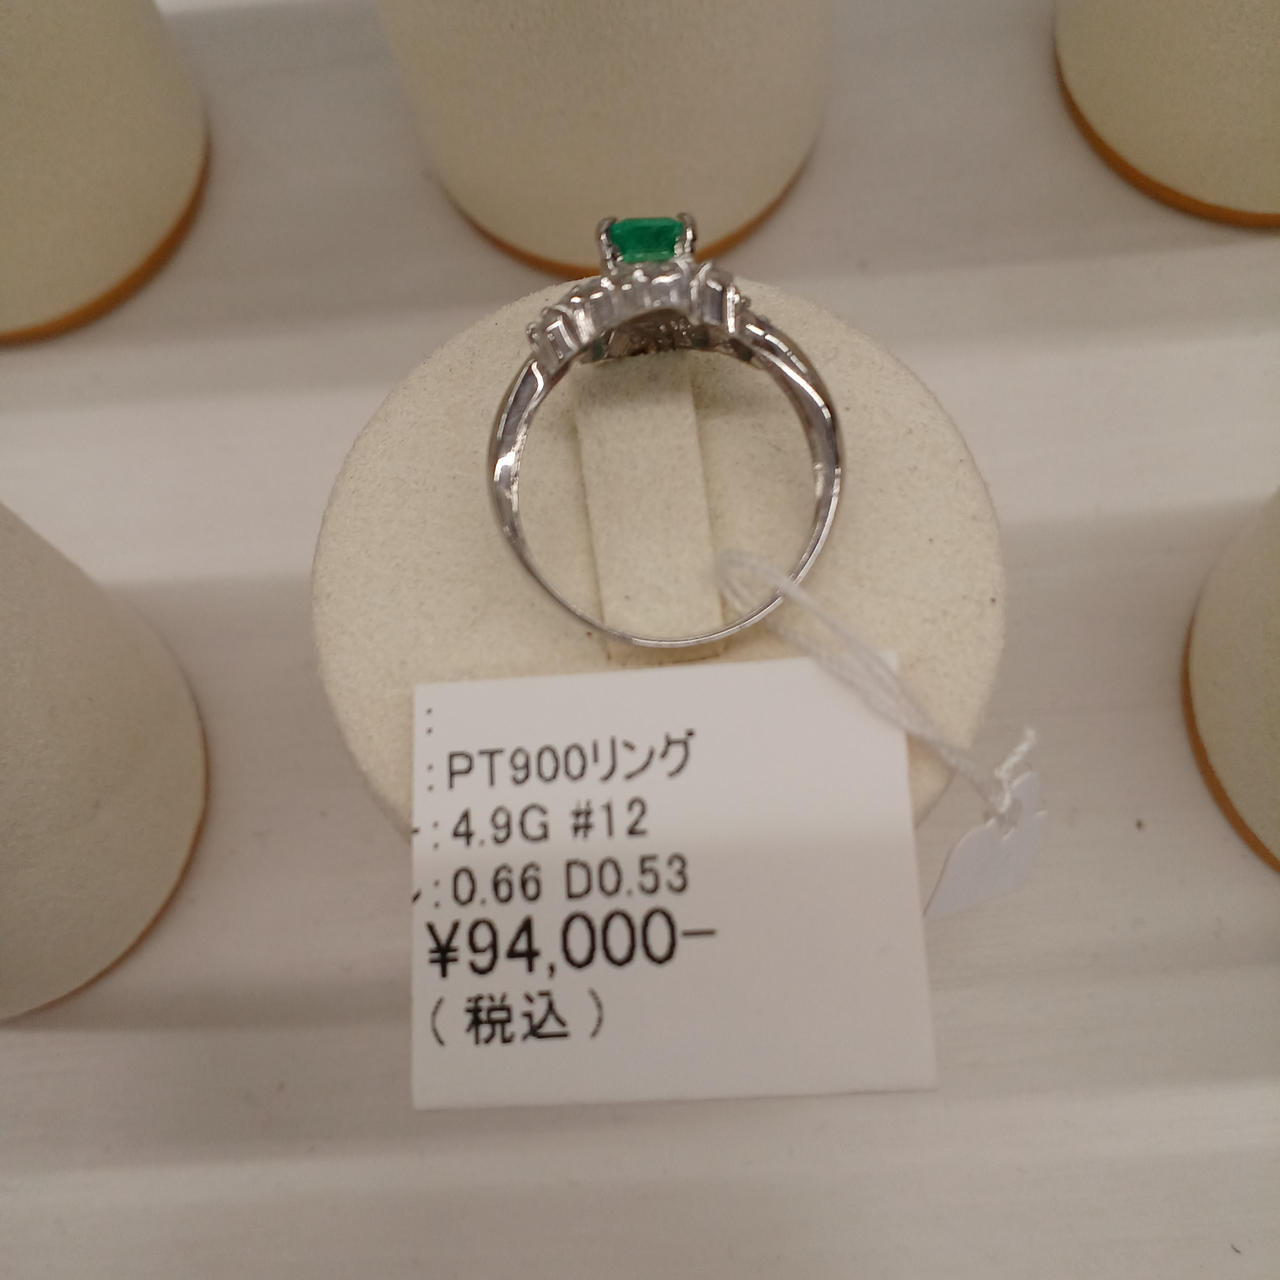 :
:PT900リング
:4.9G #12
:0.66 D0.53
¥94,000-
(税込)